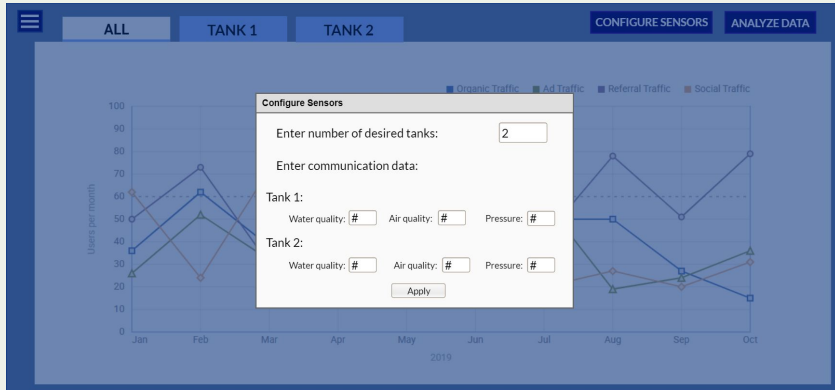 ALL TANK 1 TANK 2 CONFIGURE SENSORS ANALYZE DATA
Organic Traffic Ad Traffic Referral Traffic Social Traffic
Configure Sensors
Enter number of desired tanks: 2
Enter communication data:
Tank 1:
Water quality: # Air quality: # Pressure: #
Tank 2:
Water quality: # Air quality: # Pressure: #
Apply
Users per month
100
90
80
70
60
50
40
30
20
10
0
Jan Feb Mar Apr May Jun Jul Aug Sep Oct
2019